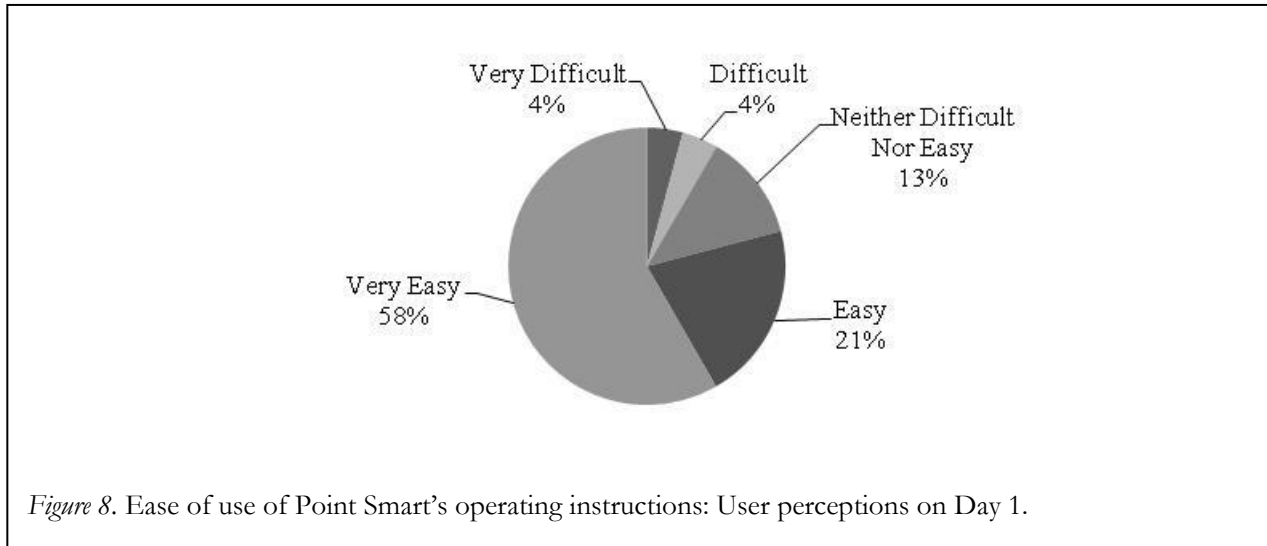 Very Difficult
4%
Difficult
4%
Neither Difficult
Nor Easy
13%
Very Easy
58%
Easy
21%
Figure 8. Ease of use of Point Smart’s operating instructions: User perceptions on Day 1.